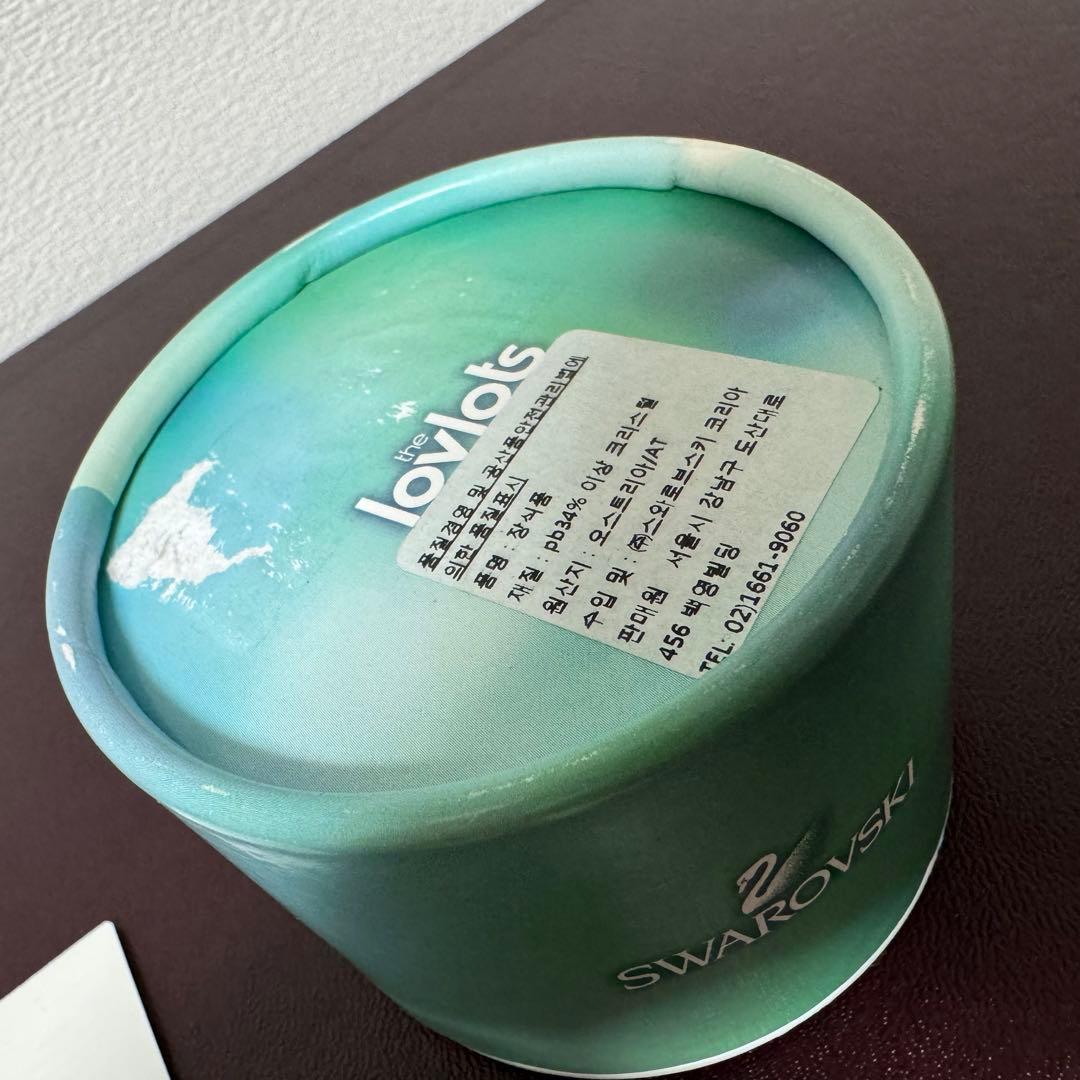 the
lovlots
품질경영 및 공산품안전관리법에
의한 품질표시
품명 : 장식품
재질 : pb34% 이상 크리스털
원산지 : 오스트리아/AT
수입 및 : ㈜스와로브스키 코리아
판매원 서울시 강남구 도산대로
456 백영빌딩
TEL: 02)1661-9060
SWAROVSKI